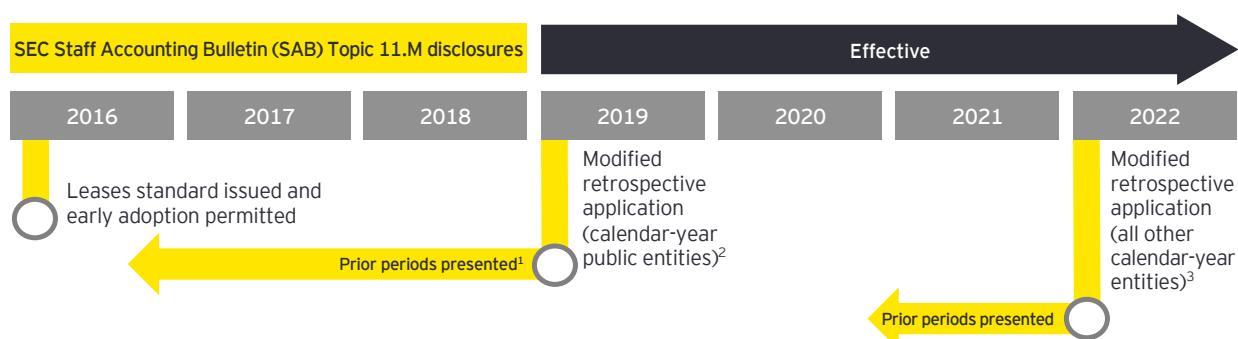 SEC Staff Accounting Bulletin (SAB) Topic 11.M disclosures
Effective
2016
2017
2018
2019
2020
2021
2022
Leases standard issued and
early adoption permitted
Prior periods presented¹
Modified
retrospective
application
(calendar-year
public entities)²
Modified
retrospective
application
(all other
calendar-year
entities)³
Prior periods presented